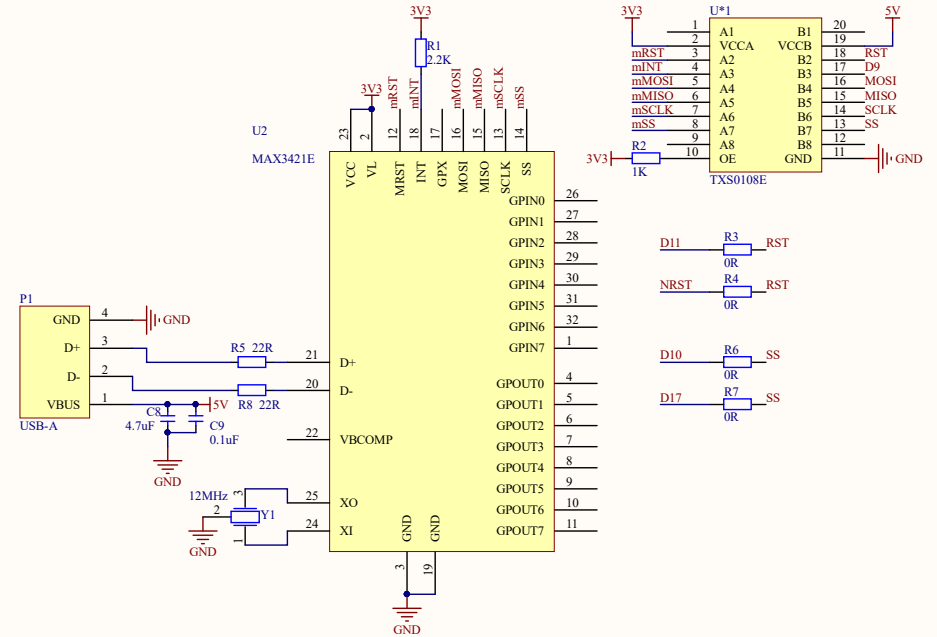 3V3
R1
2.2K
3V3
mRST
mINT
mMOSI
mMISO
mSCLK
mSS
23
2
12
18
17
16
15
13
14
U2
MAX3421E
VCC
VL
MRST
INT
GPX
MOSI
MISO
SCLK
SS
GPIN0 26
GPIN1 27
GPIN2 28
GPIN3 29
GPIN4 30
GPIN5 31
GPIN6 32
GPIN7 1
GPOUT0 4
GPOUT1 5
GPOUT2 6
GPOUT3 7
GPOUT4 8
GPOUT5 9
GPOUT6 10
GPOUT7 11
21 D+
20 D-
22 VBCOMP
25 XO
24 XI
GND
GND
3
19
GND
P1
GND 4 GND
D+ 3
D- 2
VBUS 1 5V
USB-A
R5 22R
R8 22R
C8
4.7uF
C9
0.1uF
GND
12MHz
3
2
Y1
1
GND
3V3
U*1
5V
1 A1 B1 20
2 VCCA VCCB 19
mRST 3 A2 B2 18 RST
mINT 4 A3 B3 17 D9
mMOSI 5 A4 B4 16 MOSI
mMISO 6 A5 B5 15 MISO
mSCLK 7 A6 B6 14 SCLK
mSS 8 A7 B7 13 SS
9 A8 B8 12
3V3 R2 10 OE GND 11 GND
1K
TXS0108E
D11 R3 RST
0R
NRST R4 RST
0R
D10 R6 SS
0R
D17 R7 SS
0R